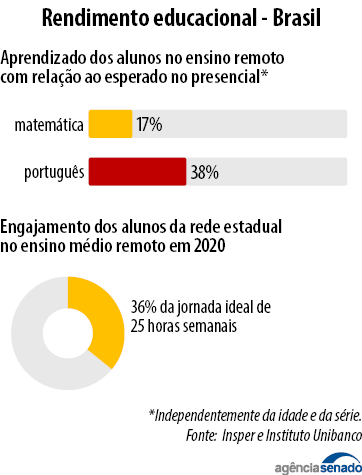 Rendimento educacional - Brasil
Aprendizado dos alunos no ensino remoto
com relação ao esperado no presencial*
matemática 17%
português 38%
Engajamento dos alunos da rede estadual
no ensino médio remoto em 2020
36% da jornada ideal de
25 horas semanais
*Independentemente da idade e da série.
Fonte: Insper e Instituto Unibanco
agênciasenado